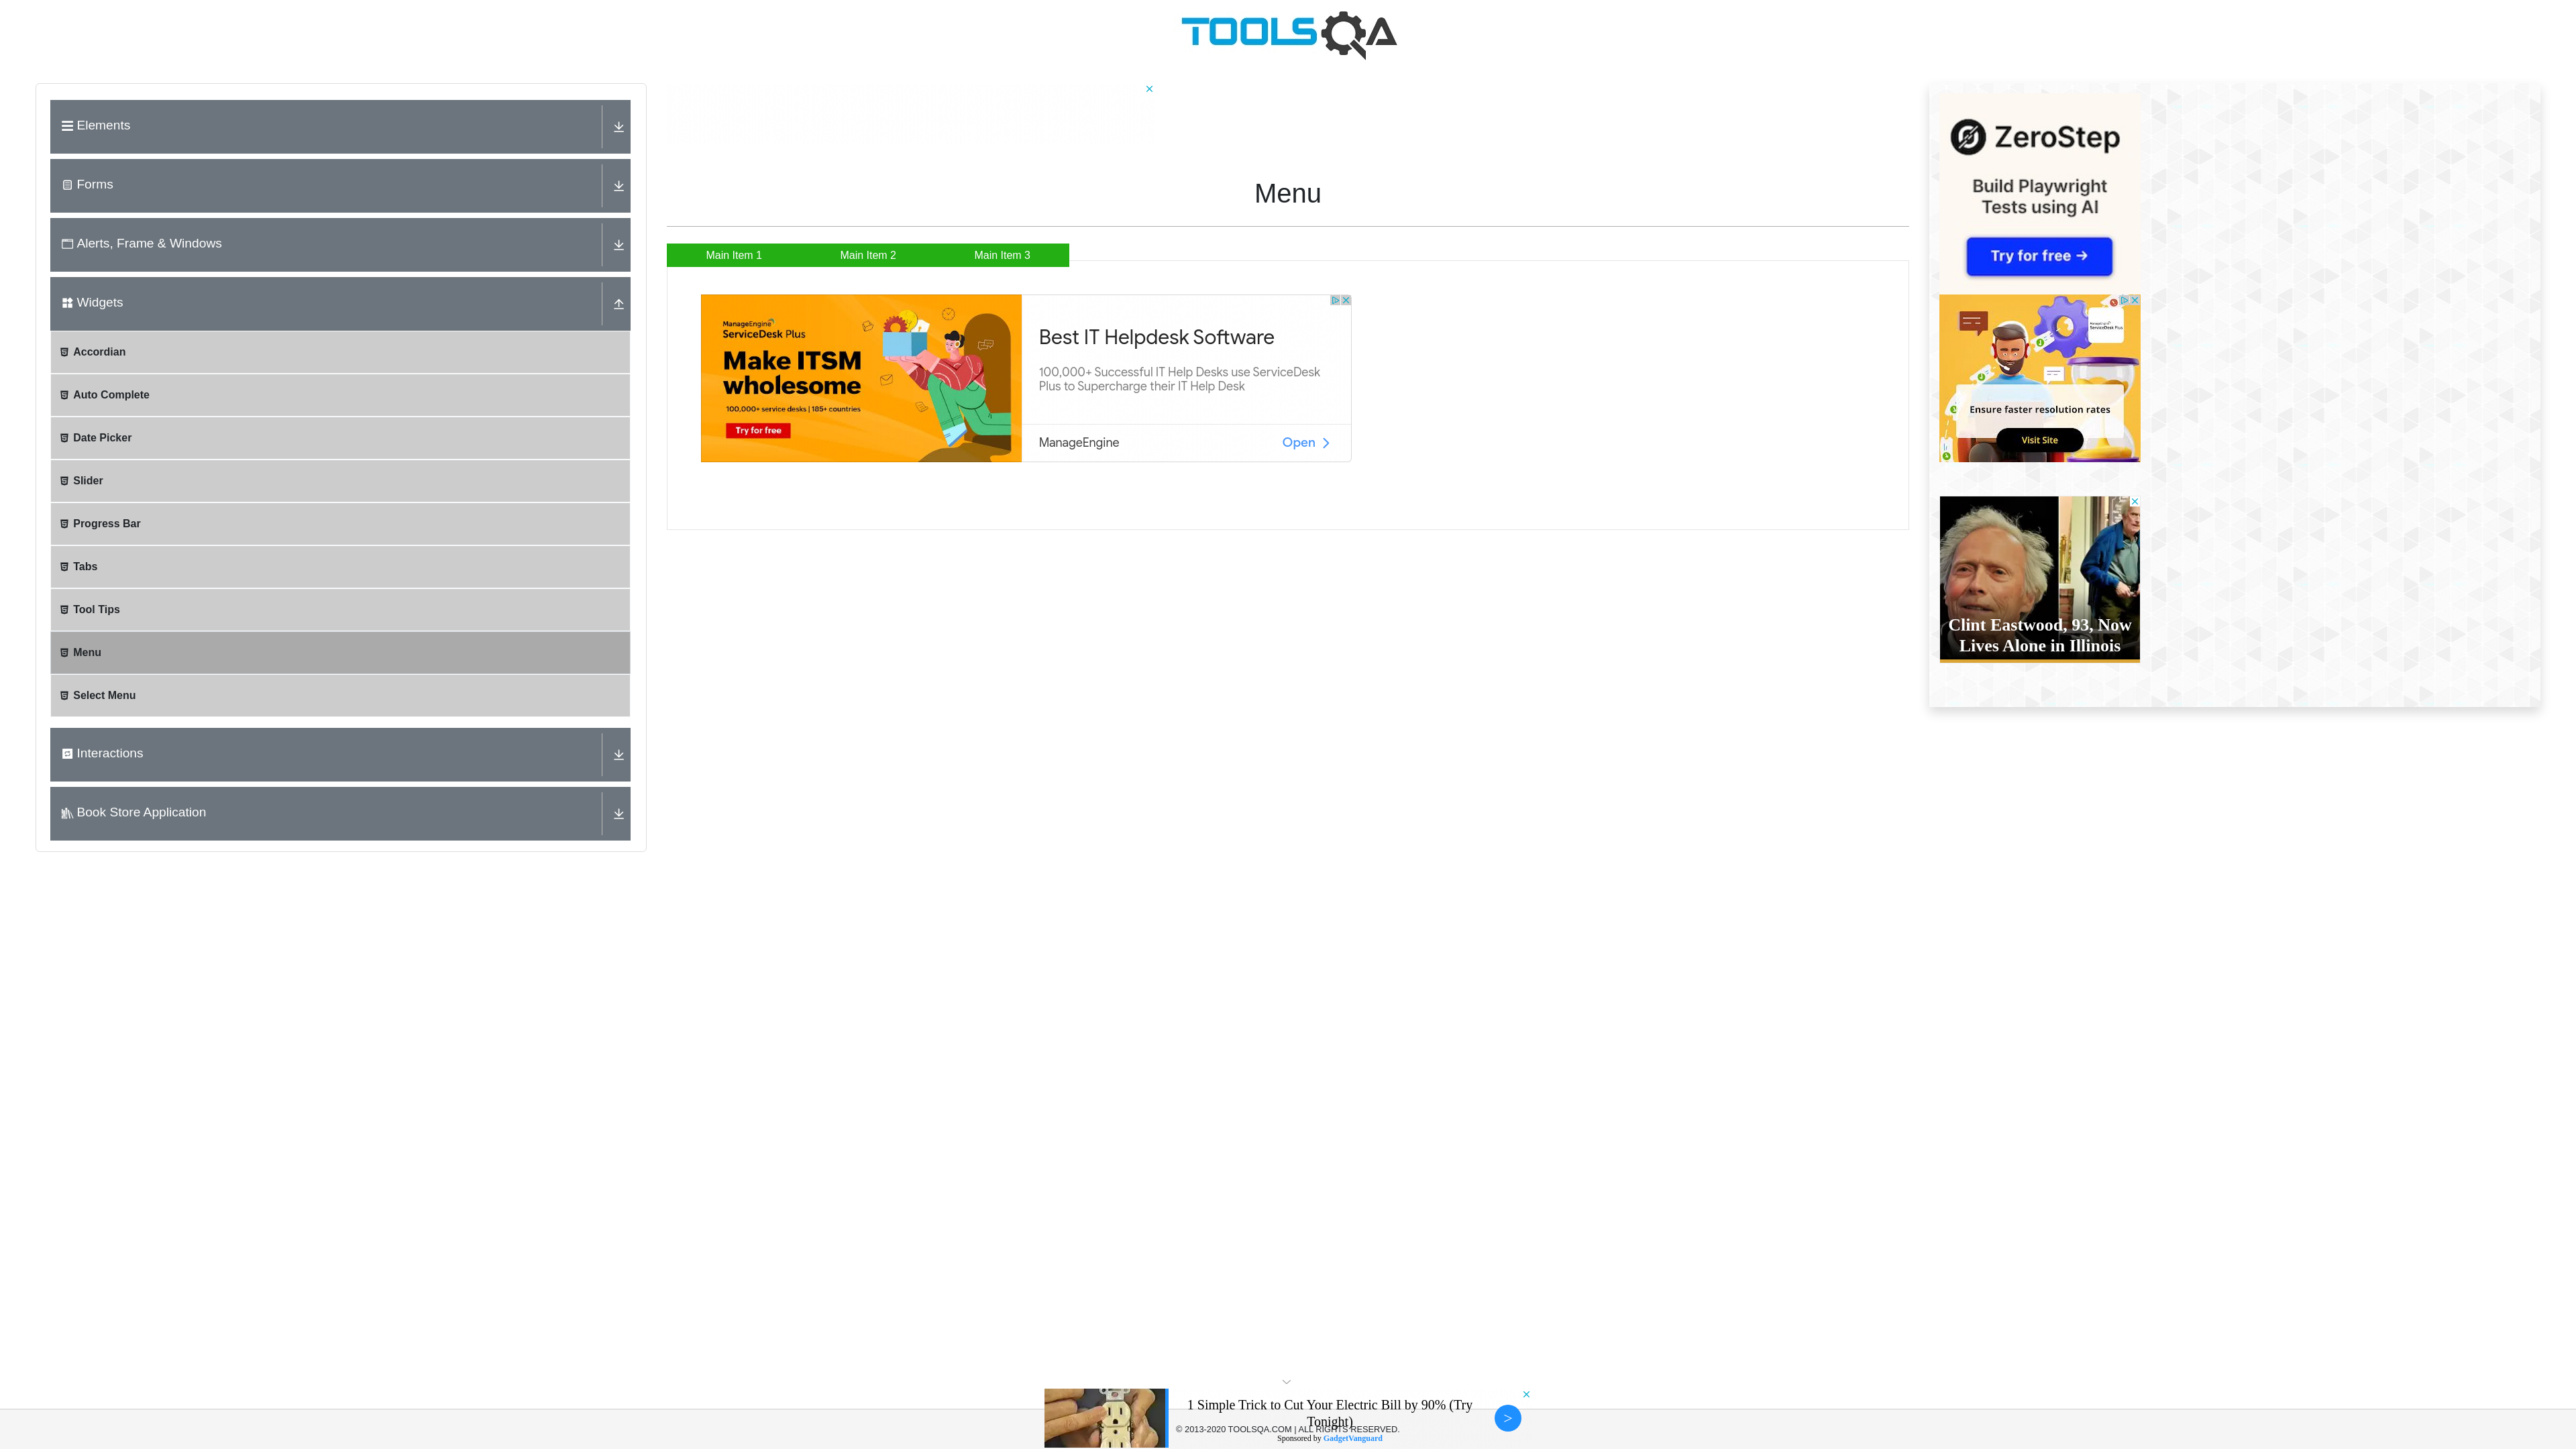 TOOLSQA
Elements
Forms
Alerts, Frame & Windows
Widgets
Accordian
Auto Complete
Date Picker
Slider
Progress Bar
Tabs
Tool Tips
Menu
Select Menu
Interactions
Book Store Application
Menu
Main Item 1
Main Item 2
Main Item 3
ManageEngine
ServiceDesk Plus
Make ITSM
wholesome
100,000+ service desks | 185+ countries
Try for free
Best IT Helpdesk Software
100,000+ Successful IT Help Desks use ServiceDesk
Plus to Supercharge their IT Help Desk
ManageEngine
Open
ZeroStep
Build Playwright
Tests using AI
Try for free →
ServiceDesk Plus
Ensure faster resolution rates
Visit Site
Clint Eastwood, 93, Now
Lives Alone in Illinois
1 Simple Trick to Cut Your Electric Bill by 90% (Try
Tonight)
>
© 2013-2020 TOOLSQA.COM | ALL RIGHTS RESERVED.
Sponsored by GadgetVanguard